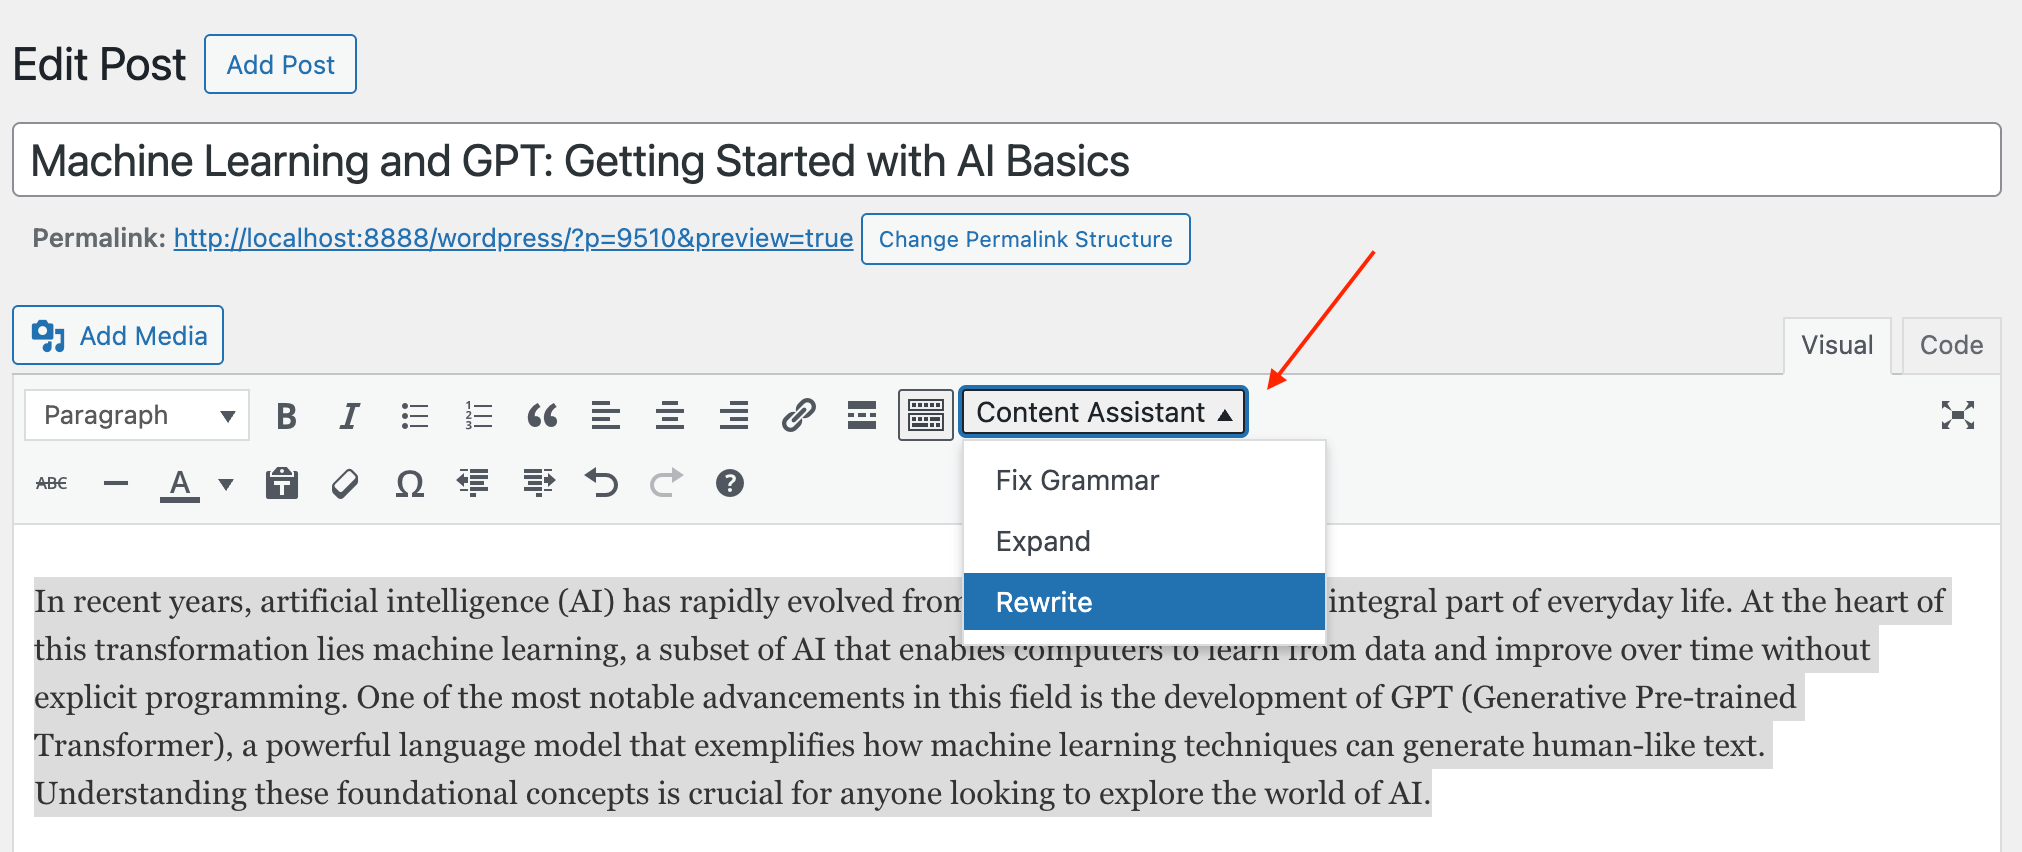 Edit Post Add Post
Machine Learning and GPT: Getting Started with AI Basics
Permalink: http://localhost:8888/wordpress/?p=9510&preview=true Change Permalink Structure
Add Media
Visual Code
Paragraph B I Content Assistant
ABC A
Fix Grammar
Expand
Rewrite
In recent years, artificial intelligence (AI) has rapidly evolved from integral part of everyday life. At the heart of
this transformation lies machine learning, a subset of AI that enables computers to learn from data and improve over time without
explicit programming. One of the most notable advancements in this field is the development of GPT (Generative Pre-trained
Transformer), a powerful language model that exemplifies how machine learning techniques can generate human-like text.
Understanding these foundational concepts is crucial for anyone looking to explore the world of AI.